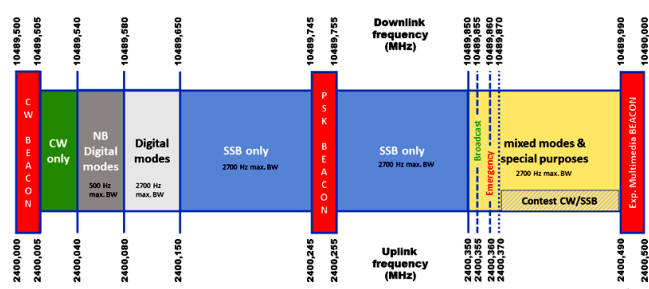 10489,500
10489,505
10489,540
10489,580
10489,650
10489,745
10489,755
Downlink
frequency
(MHz)
10489,850
10489,855
10489,860
10489,870
10489,990
10490,000
CW BEACON
CW
only
NB
Digital
modes
500 Hz
max. BW
Digital
modes
2700 Hz
max. BW
SSB only
2700 Hz max. BW
PSK BEACON
SSB only
2700 Hz max. BW
Broadcast
Emergency
mixed modes &
special purposes
2700 Hz max. BW
Contest CW/SSB
Exp. Multimedia BEACON
2400,000
2400,005
2400,040
2400,080
2400,150
2400,245
2400,255
Uplink
frequency
(MHz)
2400,350
2400,355
2400,360
2400,370
2400,490
2400,500